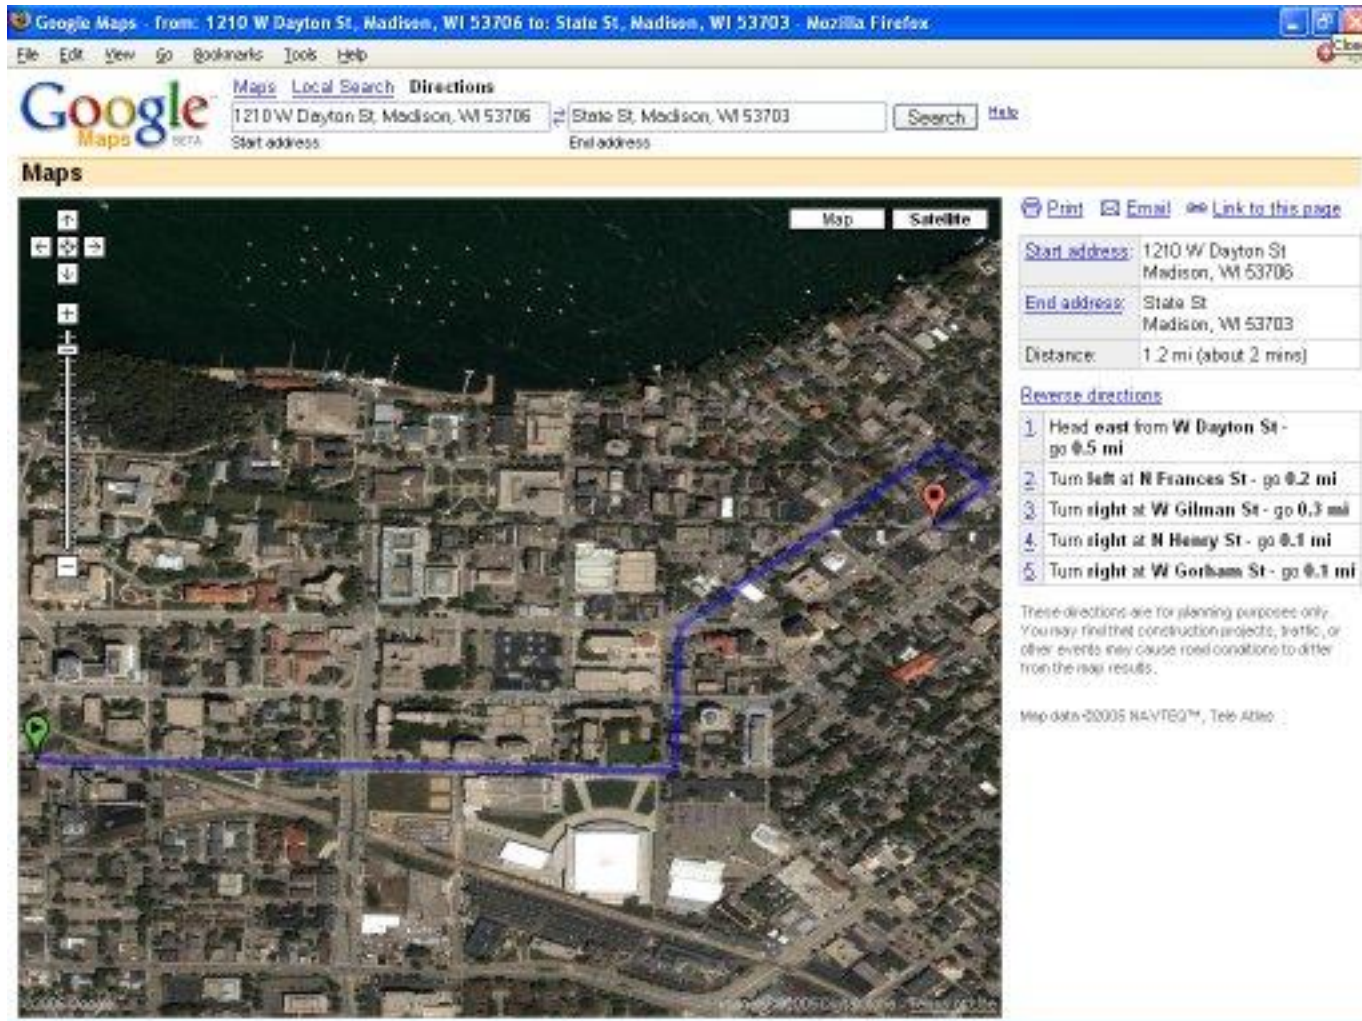 Google Maps - from: 1210 W Dayton St, Madison, WI 53706 to: State St, Madison, WI 53703 - Mozilla Firefox
File Edit View Go Bookmarks Tools Help
Maps Local Search Directions
Google Maps BETA
1210 W Dayton St, Madison, WI 53706 State St, Madison, WI 53703 Search Help
Start address End address
Maps
Map Satellite
Print Email Link to this page
Start address: 1210 W Dayton St
Madison, WI 53706
End address: State St
Madison, WI 53703
Distance: 1.2 mi (about 2 mins)
Reverse directions
1. Head east from W Dayton St -
go 0.5 mi
2. Turn left at N Frances St - go 0.2 mi
3. Turn right at W Gilman St - go 0.3 mi
4. Turn right at N Henry St - go 0.1 mi
5. Turn right at W Gorham St - go 0.1 mi
These directions are for planning purposes only.
You may find that construction projects, traffic, or
other events may cause road conditions to differ
from the map results.
Map data ©2005 NAVTEQ™, Tele Atlas
©2005 Google
Terms of Use